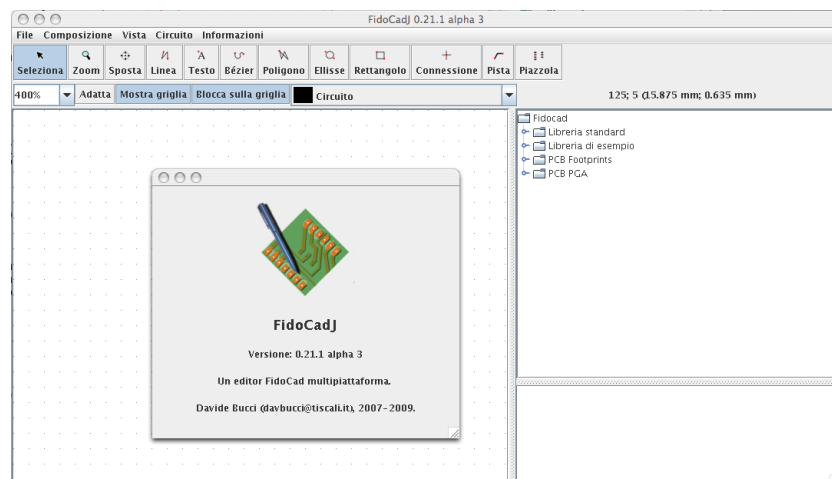 FidoCadJ 0.21.1 alpha 3
File Composizione Vista Circuito Informazioni
Seleziona Zoom Sposta Linea Testo Bézier Poligono Ellisse Rettangolo Connessione Pista Piazzola
400% Adatta Mostra griglia Blocca sulla griglia Circuito 125; 5 (15.875 mm; 0.635 mm)
Fidocad
Libreria standard
Libreria di esempio
PCB Footprints
PCB PGA
FidoCadJ
Versione: 0.21.1 alpha 3
Un editor FidoCad multipiattaforma.
Davide Bucci (davbucci@tiscali.it), 2007-2009.